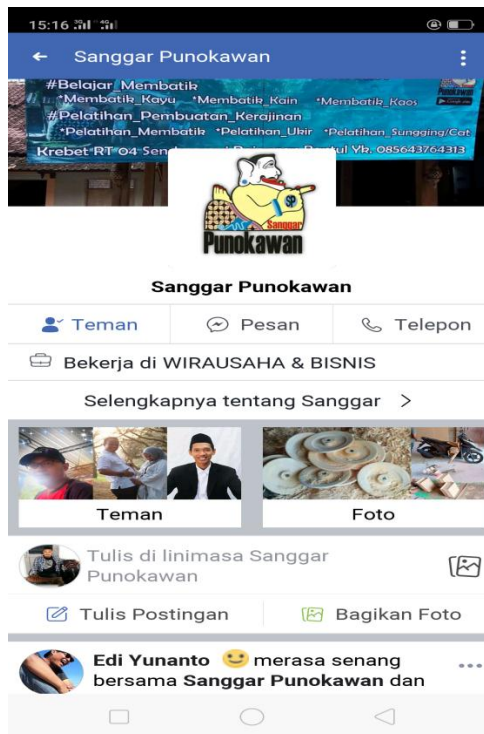 15:16
Sanggar Punokawan
#Belajar_Membatik
*Membatik_Kayu *Membatik_Kain *Membatik_Kaos
#Pelatihan_Pembuatan_Kerajinan
*Pelatihan_Membatik *Pelatihan_Ukir *Pelatihan_Sungging/Cat
Krebet RT 04 Yk. 085643764313
SP
Sanggar
Punokawan
Sanggar Punokawan
Teman
Pesan
Telepon
Bekerja di WIRAUSAHA & BISNIS
Selengkapnya tentang Sanggar >
Teman
Foto
Tulis di linimasa Sanggar
Punokawan
Tulis Postingan
Bagikan Foto
Edi Yunanto 🙂 merasa senang
bersama Sanggar Punokawan dan